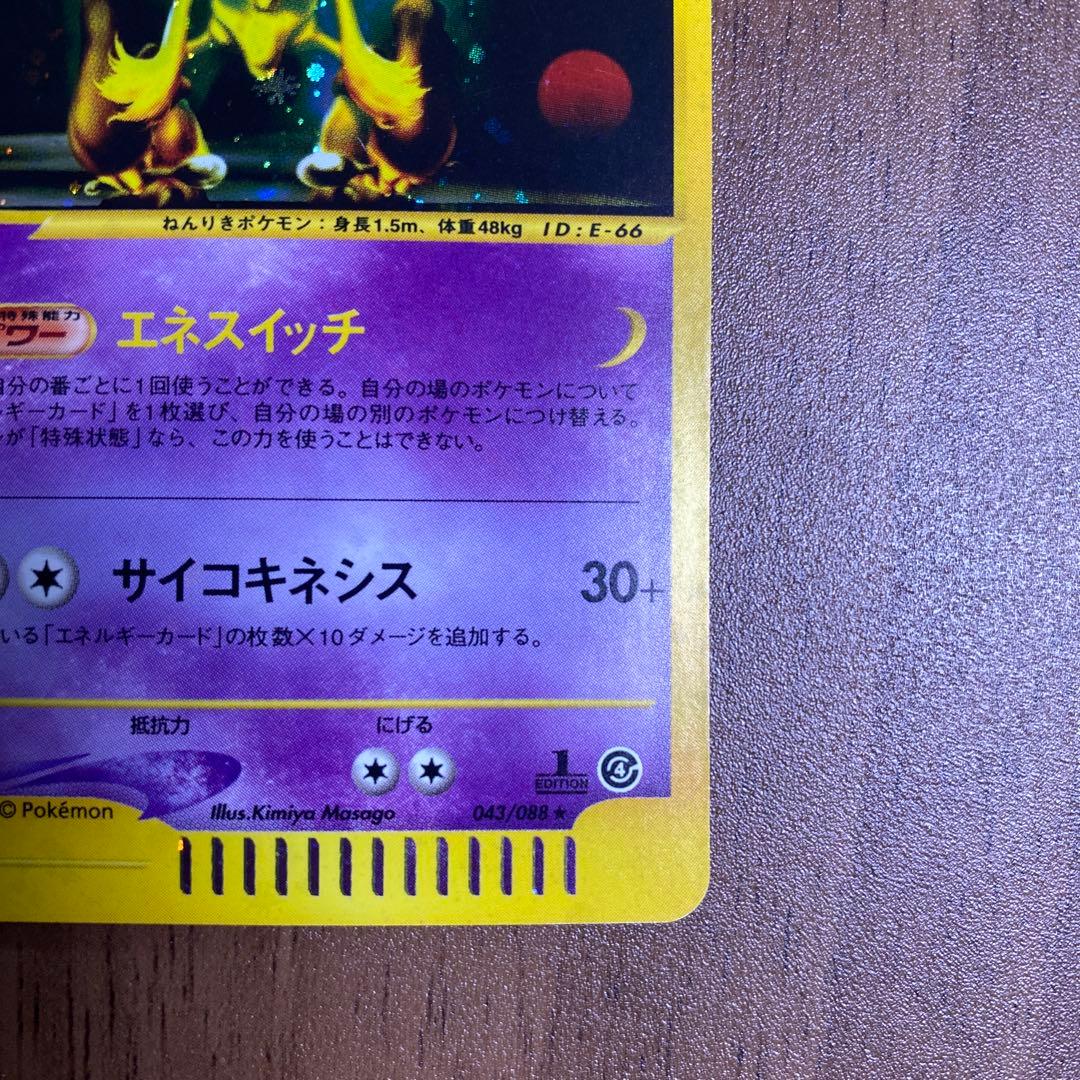 ねんりきポケモン：身長1.5m、体重48kg ID:E-66
特殊能力
パワー
エネスイッチ
自分の番ごとに1回使うことができる。自分の場のポケモンについて
ギーカード」を1枚選び、自分の場の別のポケモンにつけ替える。
が「特殊状態」なら、この力を使うことはできない。
サイコキネシス 30+
いる「エネルギーカード」の枚数×10ダメージを追加する。
抵抗力 にげる
1 EDITION 4
© Pokémon Illus.Kimiya Masago 043/088★